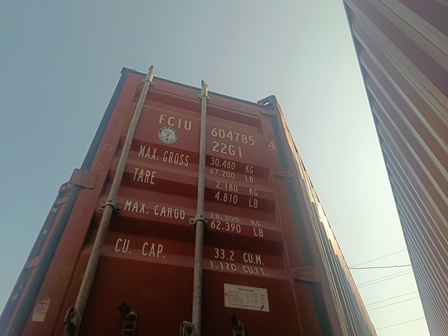 FCIU 604785 4
22G1
MAX. GROSS 30,480 KG
67,200 LB
TARE 2,180 KG
4,810 LB
MAX. CARGO 28,300 KG
62,390 LB
CU. CAP. 33.2 CU.M.
1,170 CU.FT.